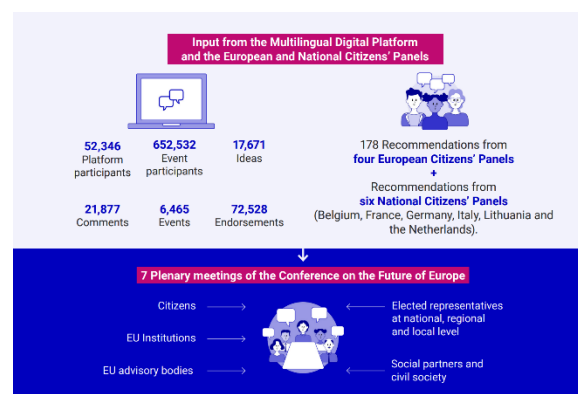 Input from the Multilingual Digital Platform
and the European and National Citizens' Panels
52,346
Platform
participants
652,532
Event
participants
17,671
Ideas
21,877
Comments
6,465
Events
72,528
Endorsements
178 Recommendations from
four European Citizens' Panels
+
Recommendations from
six National Citizens' Panels
(Belgium, France, Germany, Italy, Lithuania and
the Netherlands).
7 Plenary meetings of the Conference on the Future of Europe
Citizens
EU Institutions
EU advisory bodies
Elected representatives
at national, regional
and local level
Social partners and
civil society